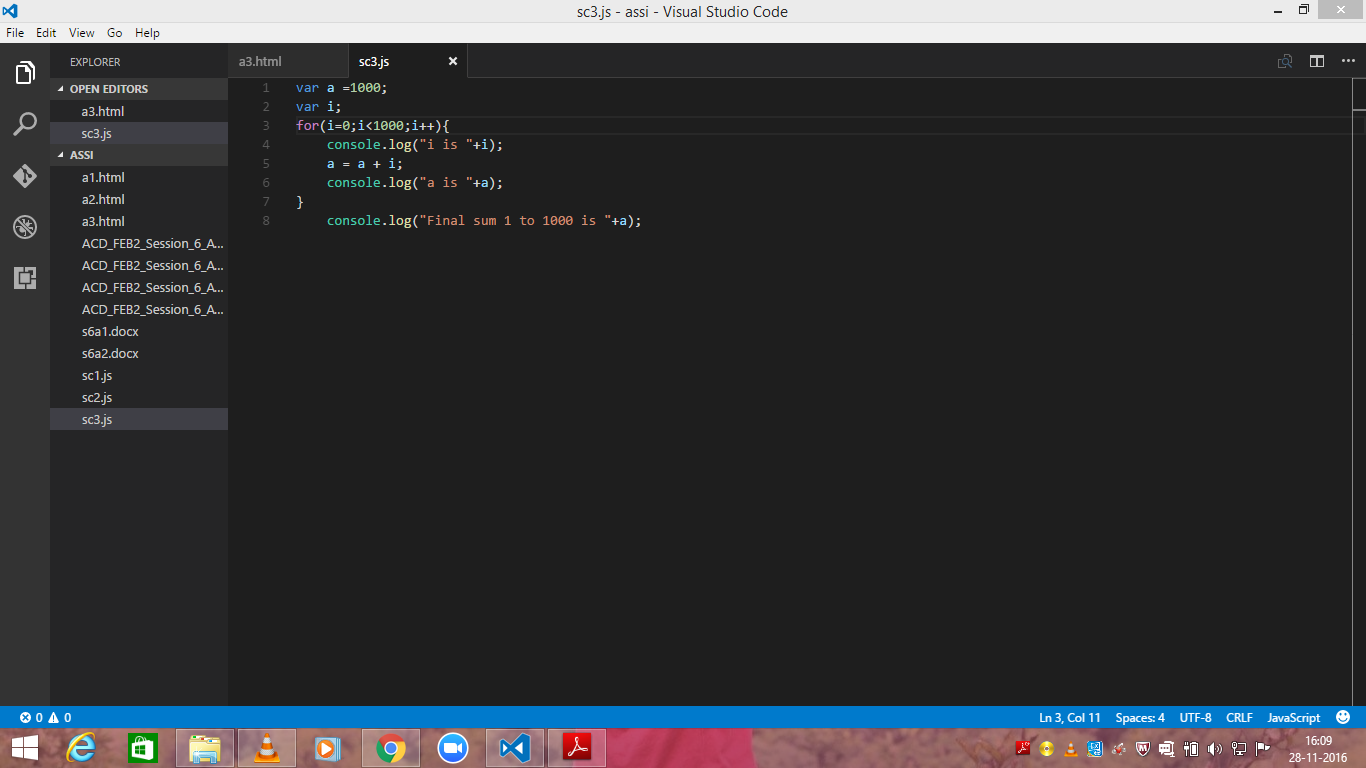 sc3.js - assi - Visual Studio Code
File Edit View Go Help
EXPLORER
OPEN EDITORS
a3.html
sc3.js
ASSI
a1.html
a2.html
a3.html
ACD_FEB2_Session_6_A...
ACD_FEB2_Session_6_A...
ACD_FEB2_Session_6_A...
ACD_FEB2_Session_6_A...
s6a1.docx
s6a2.docx
sc1.js
sc2.js
sc3.js
a3.html sc3.js
1 var a =1000;
2 var i;
3 for(i=0;i<1000;i++){
4 console.log("i is "+i);
5 a = a + i;
6 console.log("a is "+a);
7 }
8 console.log("Final sum 1 to 1000 is "+a);
0 0 Ln 3, Col 11 Spaces: 4 UTF-8 CRLF JavaScript
16:09
28-11-2016